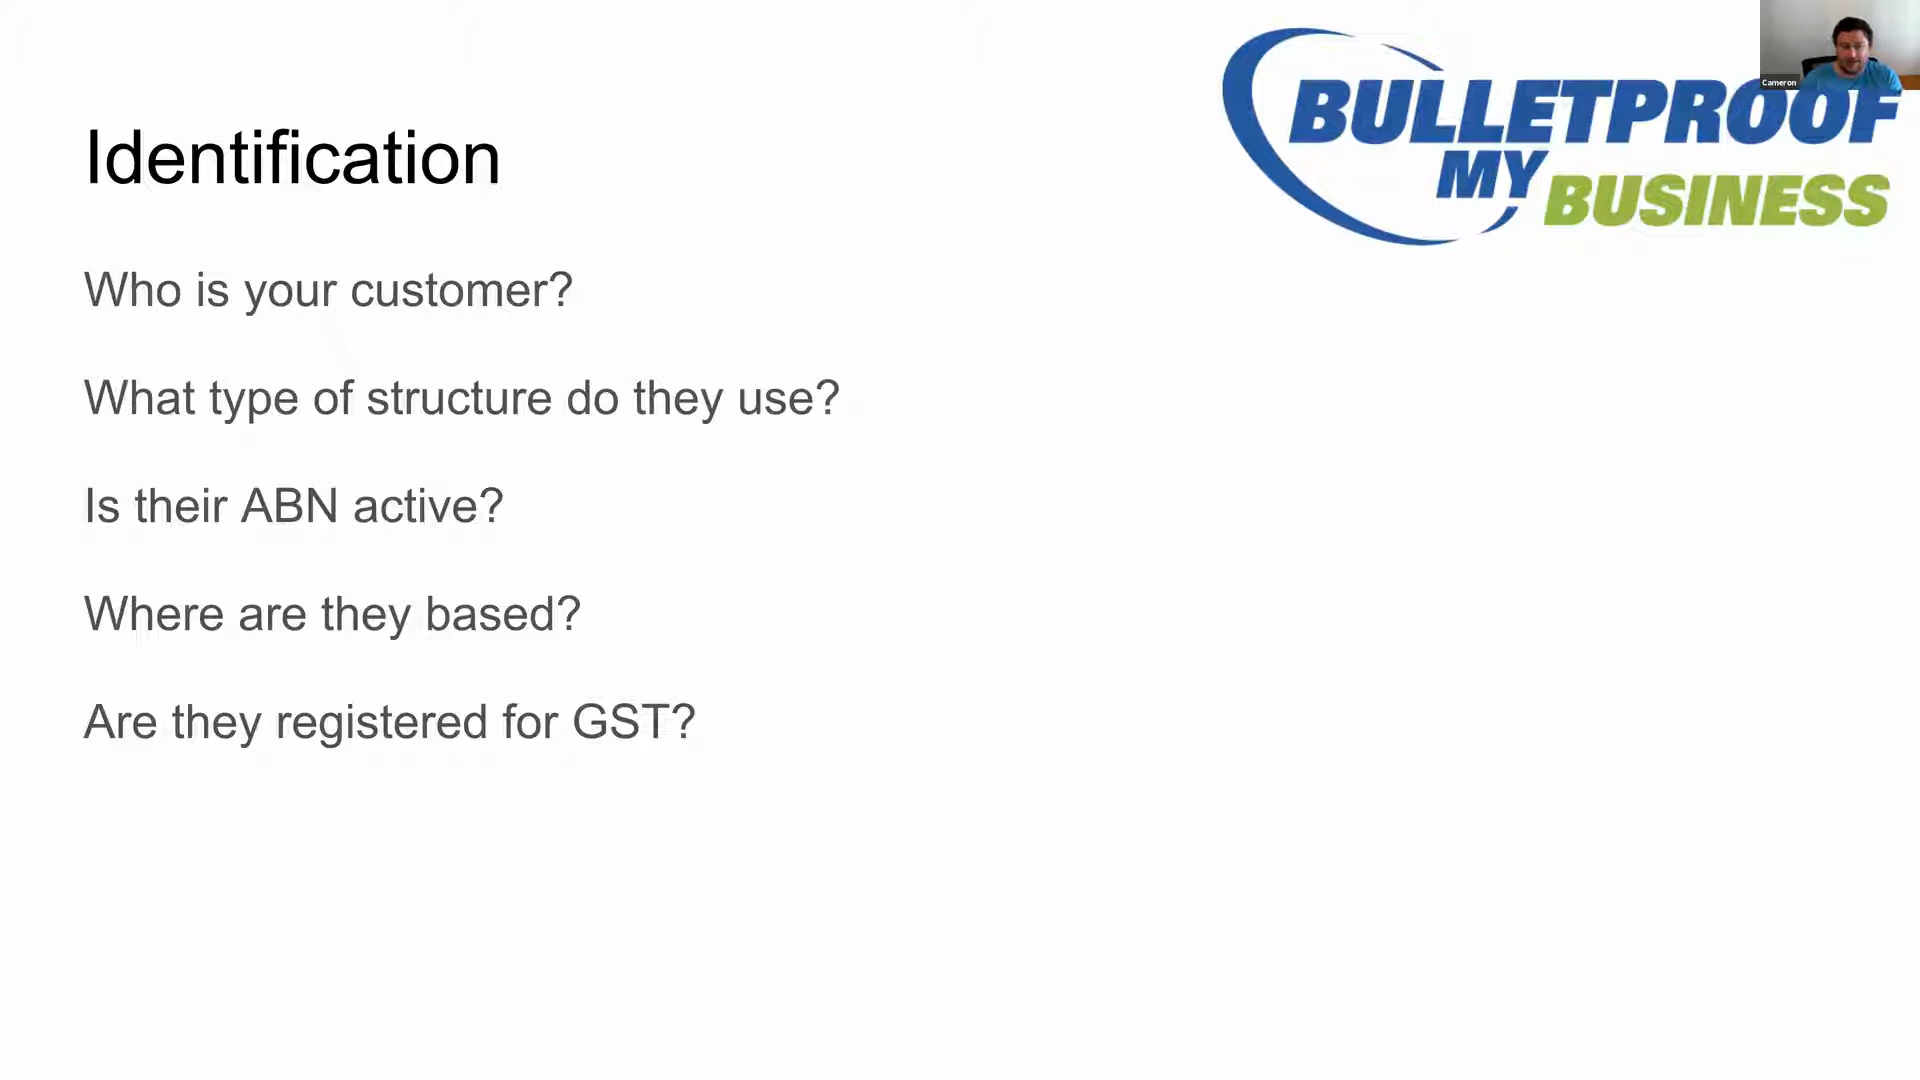 Cameron
BULLETPROOF
MY
BUSINESS
Identification
Who is your customer?
What type of structure do they use?
Is their ABN active?
Where are they based?
Are they registered for GST?